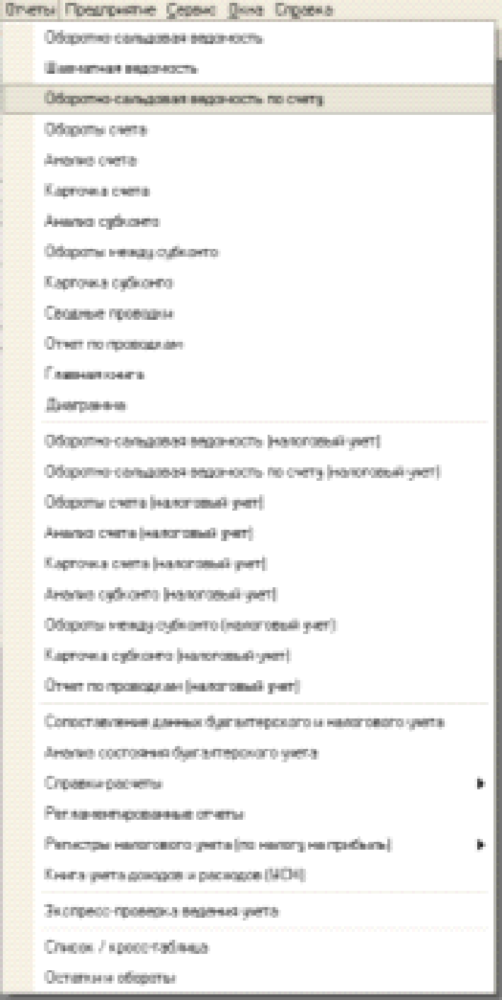 Отчеты Предприятие Сервис Окна Справка
Оборотно-сальдовая ведомость
Шахматная ведомость
Оборотно-сальдовая ведомость по счету
Обороты счета
Анализ счета
Карточка счета
Анализ субконто
Обороты между субконто
Карточка субконто
Сводные проводки
Отчет по проводкам
Главная книга
Диаграмма
Оборотно-сальдовая ведомость (налоговый учет)
Оборотно-сальдовая ведомость по счету (налоговый учет)
Обороты счета (налоговый учет)
Анализ счета (налоговый учет)
Карточка счета (налоговый учет)
Анализ субконто (налоговый учет)
Обороты между субконто (налоговый учет)
Карточка субконто (налоговый учет)
Отчет по проводкам (налоговый учет)
Сопоставление данных бухгалтерского и налогового учета
Анализ состояния бухгалтерского учета
Справки-расчеты
Регламентированные отчеты
Регистры налогового учета (по налогу на прибыль)
Книга учета доходов и расходов (УСН)
Экспресс-проверка ведения учета
Список / кросс-таблица
Остатки и обороты